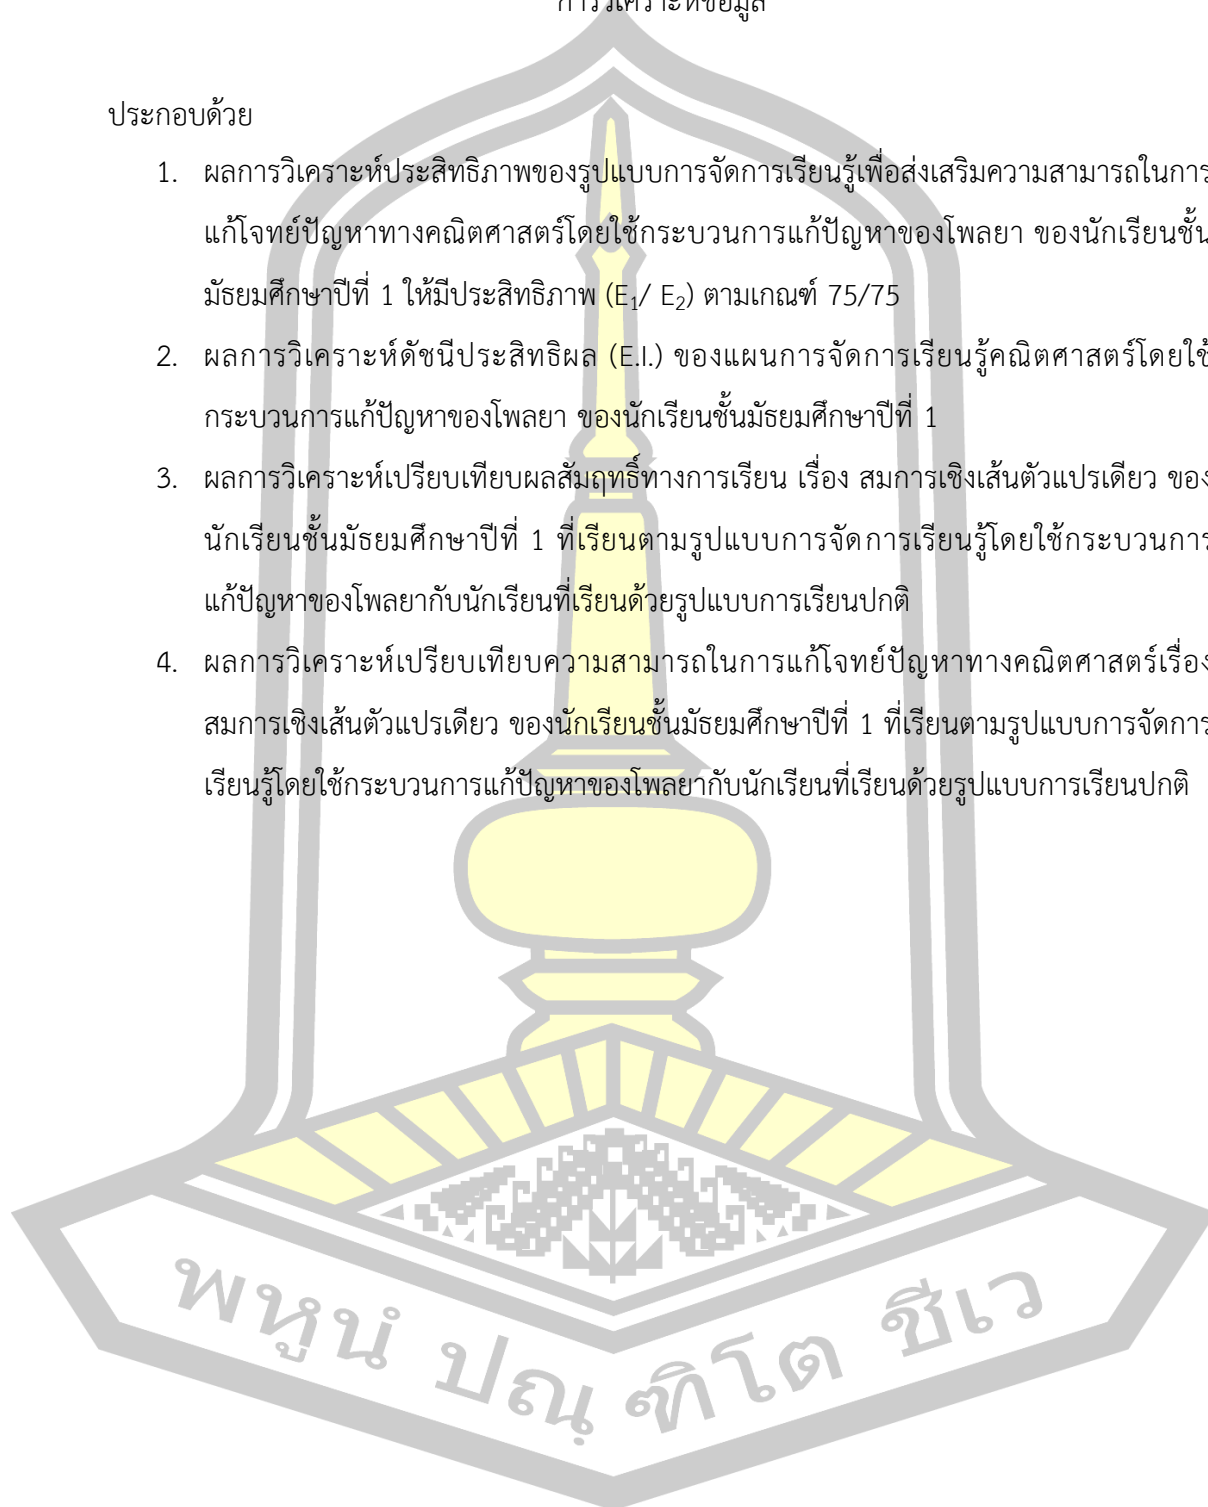 การวิเคราะห์ข้อมูล
ประกอบด้วย
1. ผลการวิเคราะห์ประสิทธิภาพของรูปแบบการจัดการเรียนรู้เพื่อส่งเสริมความสามารถในการ
แก้โจทย์ปัญหาทางคณิตศาสตร์โดยใช้กระบวนการแก้ปัญหาของโพลยา ของนักเรียนชั้น
มัธยมศึกษาปีที่ 1 ให้มีประสิทธิภาพ (E₁/ E₂) ตามเกณฑ์ 75/75
2. ผลการวิเคราะห์ดัชนีประสิทธิผล (E.I.) ของแผนการจัดการเรียนรู้คณิตศาสตร์โดยใช้
กระบวนการแก้ปัญหาของโพลยา ของนักเรียนชั้นมัธยมศึกษาปีที่ 1
3. ผลการวิเคราะห์เปรียบเทียบผลสัมฤทธิ์ทางการเรียน เรื่อง สมการเชิงเส้นตัวแปรเดียว ของ
นักเรียนชั้นมัธยมศึกษาปีที่ 1 ที่เรียนตามรูปแบบการจัดการเรียนรู้โดยใช้กระบวนการ
แก้ปัญหาของโพลยากับนักเรียนที่เรียนด้วยรูปแบบการเรียนปกติ
4. ผลการวิเคราะห์เปรียบเทียบความสามารถในการแก้โจทย์ปัญหาทางคณิตศาสตร์เรื่อง
สมการเชิงเส้นตัวแปรเดียว ของนักเรียนชั้นมัธยมศึกษาปีที่ 1 ที่เรียนตามรูปแบบการจัดการ
เรียนรู้โดยใช้กระบวนการแก้ปัญหาของโพลยากับนักเรียนที่เรียนด้วยรูปแบบการเรียนปกติ
พหูนํ ปณฺฑิโต ชีเว